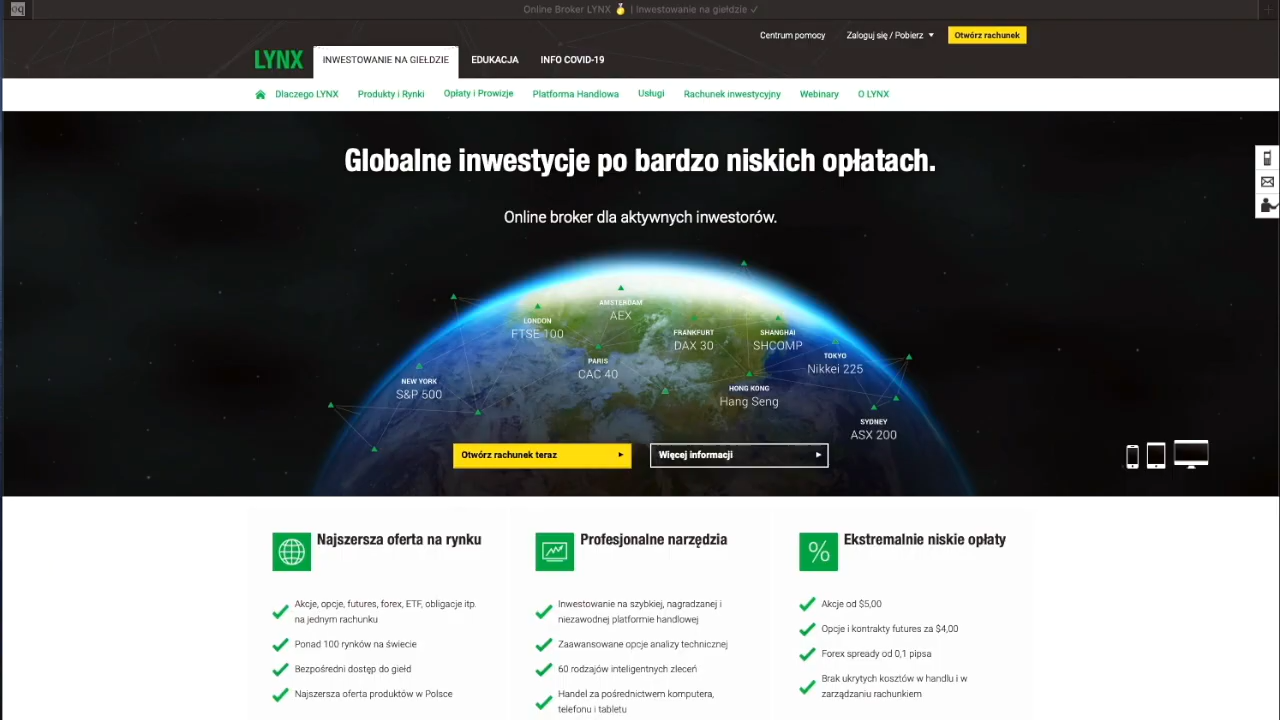 Online Broker LYNX 🥇 | Inwestowanie na giełdzie ✓
Centrum pomocy
Zaloguj się / Pobierz
Otwórz rachunek
LYNX
INWESTOWANIE NA GIEŁDZIE
EDUKACJA
INFO COVID-19
Dlaczego LYNX
Produkty i Rynki
Opłaty i Prowizje
Platforma Handlowa
Usługi
Rachunek inwestycyjny
Webinary
O LYNX
Globalne inwestycje po bardzo niskich opłatach.
Online broker dla aktywnych inwestorów.
AMSTERDAM
AEX
LONDON
FTSE 100
FRANKFURT
DAX 30
SHANGHAI
SHCOMP
PARIS
CAC 40
TOKYO
Nikkei 225
NEW YORK
S&P 500
HONG KONG
Hang Seng
SYDNEY
ASX 200
Otwórz rachunek teraz
Więcej informacji
Najszersza oferta na rynku
Akcje, opcje, futures, forex, ETF, obligacje itp.
na jednym rachunku
Ponad 100 rynków na świecie
Bezpośredni dostęp do giełd
Najszersza oferta produktów w Polsce
Profesjonalne narzędzia
Inwestowanie na szybkiej, nagradzanej i
niezawodnej platformie handlowej
Zaawansowane opcje analizy technicznej
60 rodzajów inteligentnych zleceń
Handel za pośrednictwem komputera,
telefonu i tabletu
%
Ekstremalnie niskie opłaty
Akcje od $5,00
Opcje i kontrakty futures za $4,00
Forex spready od 0,1 pipsa
Brak ukrytych kosztów w handlu i w
zarządzaniu rachunkiem